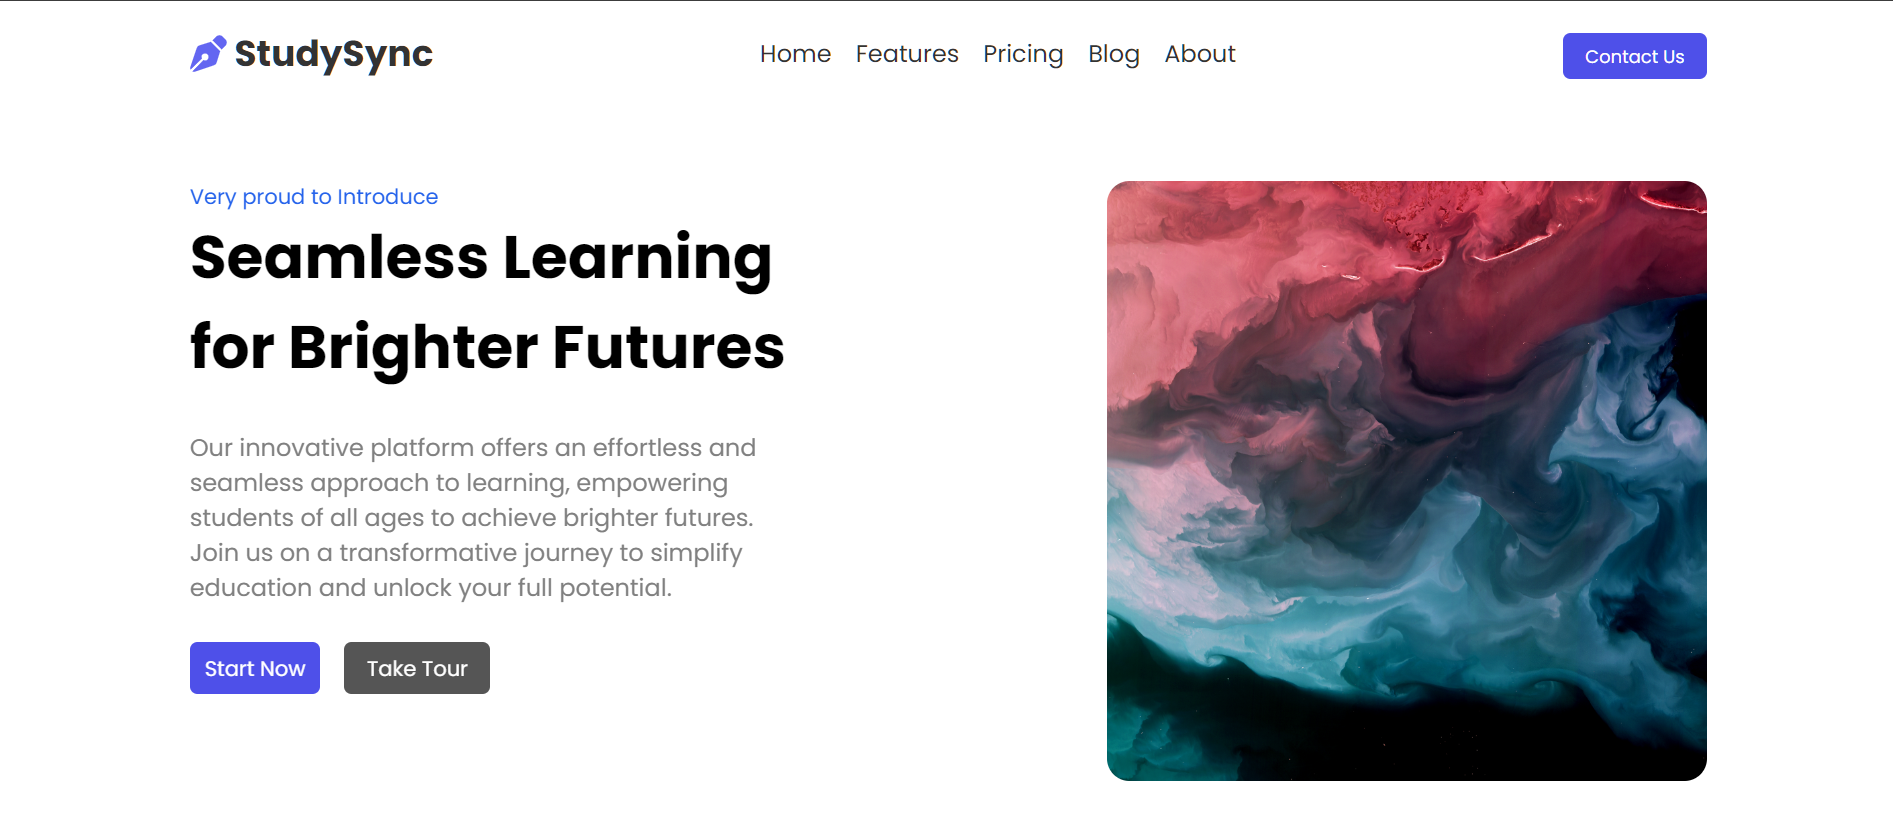 StudySync
Home Features Pricing Blog About
Contact Us
Very proud to Introduce
Seamless Learning
for Brighter Futures
Our innovative platform offers an effortless and
seamless approach to learning, empowering
students of all ages to achieve brighter futures.
Join us on a transformative journey to simplify
education and unlock your full potential.
Start Now
Take Tour